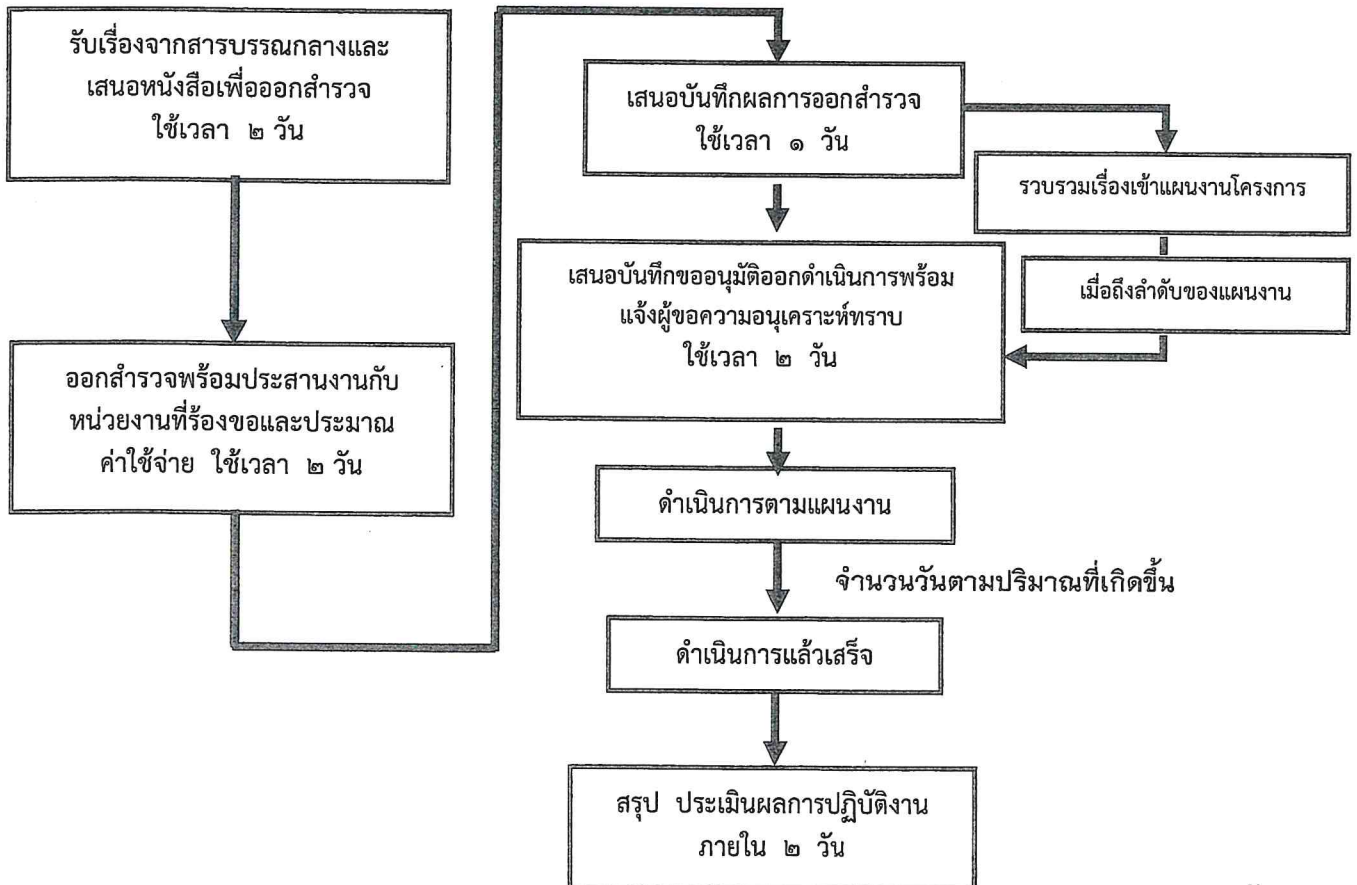 รับเรื่องจากสารบรรณกลางและ
เสนอหนังสือเพื่อออกสำรวจ
ใช้เวลา ๒ วัน
ออกสำรวจพร้อมประสานงานกับ
หน่วยงานที่ร้องขอและประมาณ
ค่าใช้จ่าย ใช้เวลา ๒ วัน
เสนอบันทึกผลการออกสำรวจ
ใช้เวลา ๑ วัน
รวบรวมเรื่องเข้าแผนงานโครงการ
เมื่อถึงลำดับของแผนงาน
เสนอบันทึกขออนุมัติออกดำเนินการพร้อม
แจ้งผู้ขอความอนุเคราะห์ทราบ
ใช้เวลา ๒ วัน
ดำเนินการตามแผนงาน
จำนวนวันตามปริมาณที่เกิดขึ้น
ดำเนินการแล้วเสร็จ
สรุป ประเมินผลการปฏิบัติงาน
ภายใน ๒ วัน